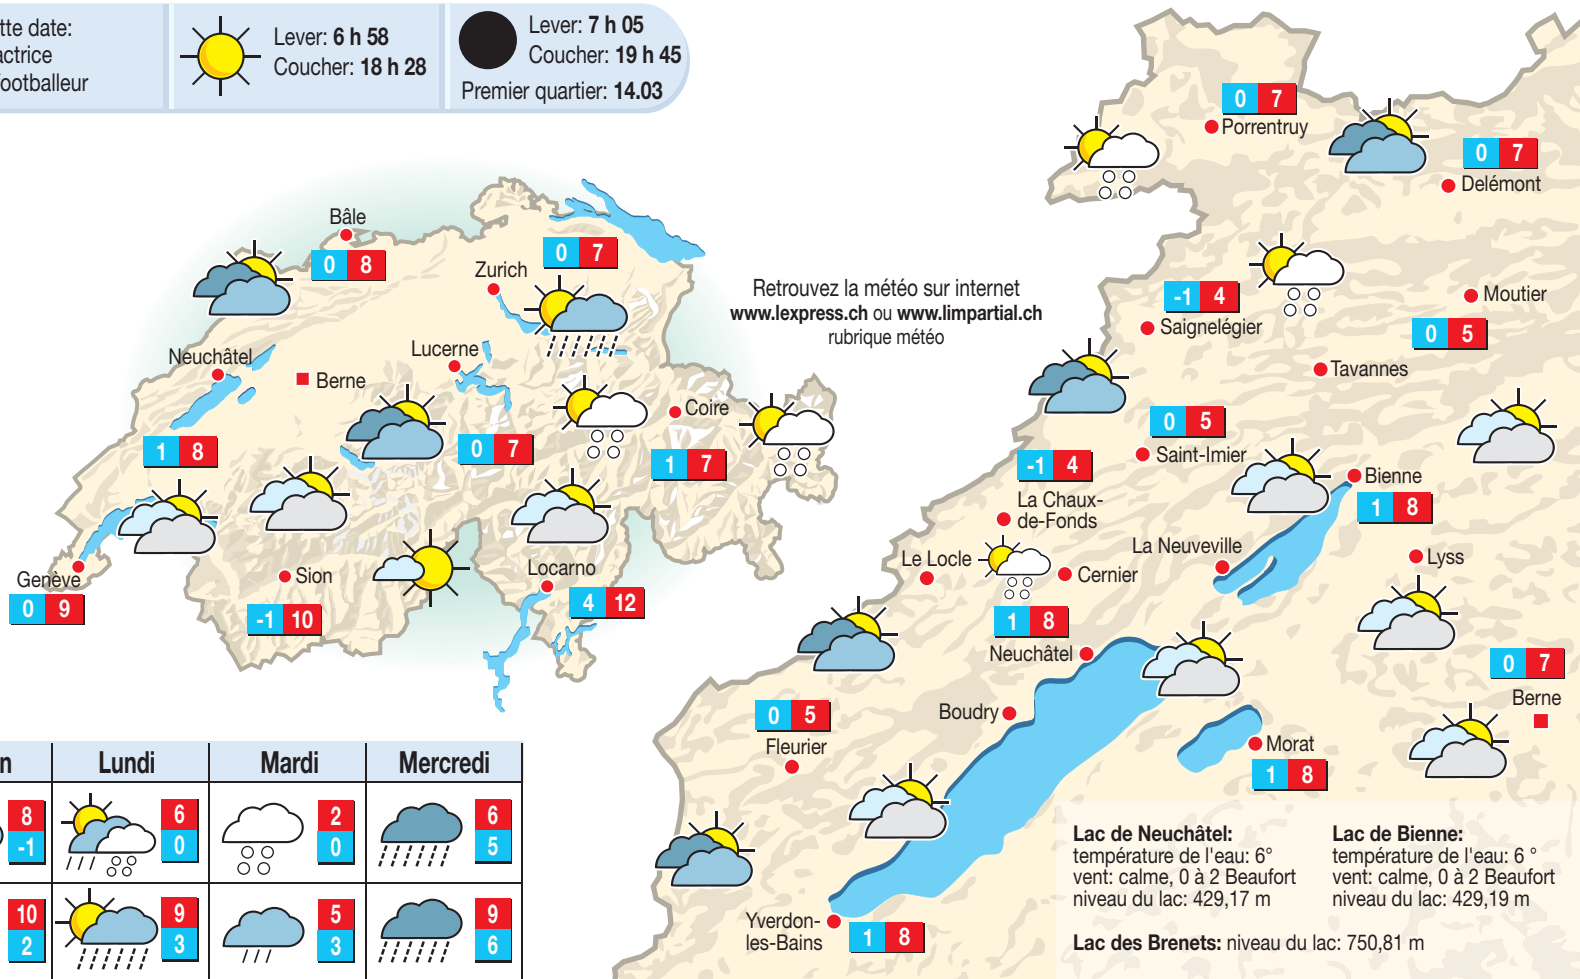 tte date:
actrice
footballeur
Lever: 6 h 58
Coucher: 18 h 28
Lever: 7 h 05
Coucher: 19 h 45
Premier quartier: 14.03
Bâle
0 8
Zurich
0 7
Neuchâtel
1 8
Berne
Lucerne
0 7
Coire
1 7
Genève
0 9
Sion
-1 10
Locarno
4 12
Retrouvez la météo sur internet
www.lexpress.ch ou www.limpartial.ch
rubrique météo
0 7
Porrentruy
0 7
Delémont
-1 4
Saignelégier
Moutier
0 5
Tavannes
0 5
Saint-Imier
-1 4
La Chaux-
de-Fonds
Bienne
1 8
Le Locle
Cernier
La Neuveville
Lyss
1 8
Neuchâtel
0 7
Berne
0 5
Fleurier
Boudry
Morat
1 8
Yverdon-
les-Bains
1 8
n
Lundi
Mardi
Mercredi
8
-1
6
0
2
0
6
5
10
2
9
3
5
3
9
6
Lac de Neuchâtel:
température de l'eau: 6°
vent: calme, 0 à 2 Beaufort
niveau du lac: 429,17 m
Lac de Bienne:
température de l'eau: 6 °
vent: calme, 0 à 2 Beaufort
niveau du lac: 429,19 m
Lac des Brenets: niveau du lac: 750,81 m